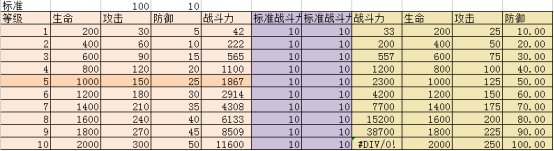 标准 100 10
等级 生命 攻击 防御 战斗力 标准战斗力 标准战斗力 战斗力 生命 攻击 防御
1 200 30 5 42 10 10 33 200 25 10.00
2 400 60 10 222 10 10 200 400 50 20.00
3 600 90 15 565 10 10 557 600 75 30.00
4 800 120 20 1100 10 10 1200 800 100 40.00
5 1000 150 25 1867 10 10 2300 1000 125 50.00
6 1200 180 30 2914 10 10 4200 1200 150 60.00
7 1400 210 35 4308 10 10 7700 1400 175 70.00
8 1600 240 40 6133 10 10 15200 1600 200 80.00
9 1800 270 45 8509 10 10 38700 1800 225 90.00
10 2000 300 50 11600 10 10 #DIV/0! 2000 250 100.00